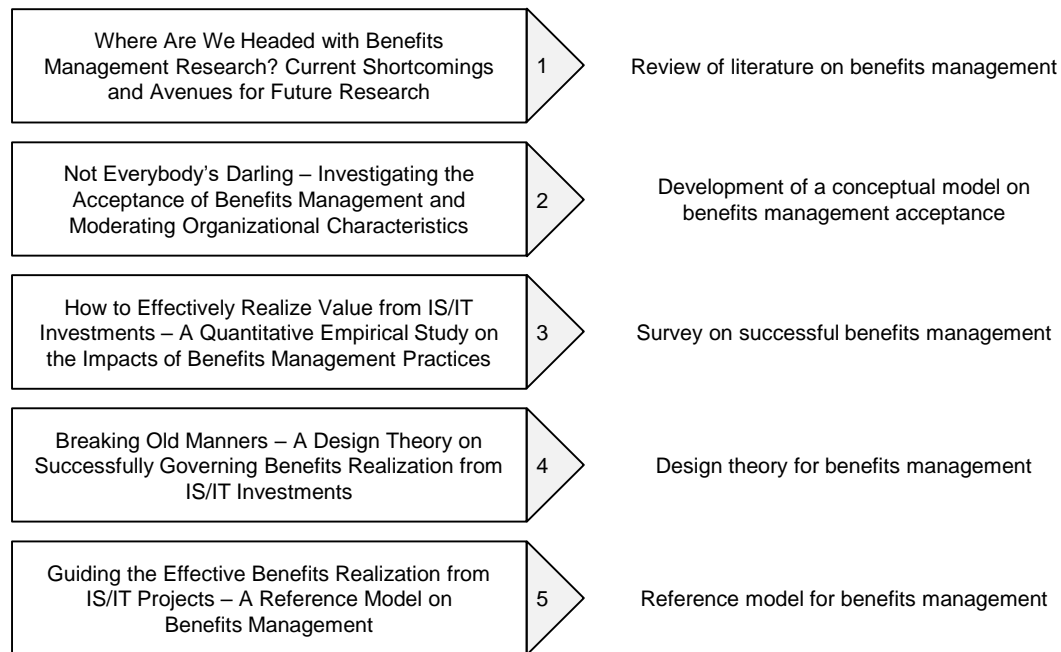 Where Are We Headed with Benefits
Management Research? Current Shortcomings
and Avenues for Future Research
1
Review of literature on benefits management
Not Everybody’s Darling – Investigating the
Acceptance of Benefits Management and
Moderating Organizational Characteristics
2
Development of a conceptual model on
benefits management acceptance
How to Effectively Realize Value from IS/IT
Investments – A Quantitative Empirical Study on
the Impacts of Benefits Management Practices
3
Survey on successful benefits management
Breaking Old Manners – A Design Theory on
Successfully Governing Benefits Realization from
IS/IT Investments
4
Design theory for benefits management
Guiding the Effective Benefits Realization from
IS/IT Projects – A Reference Model on
Benefits Management
5
Reference model for benefits management